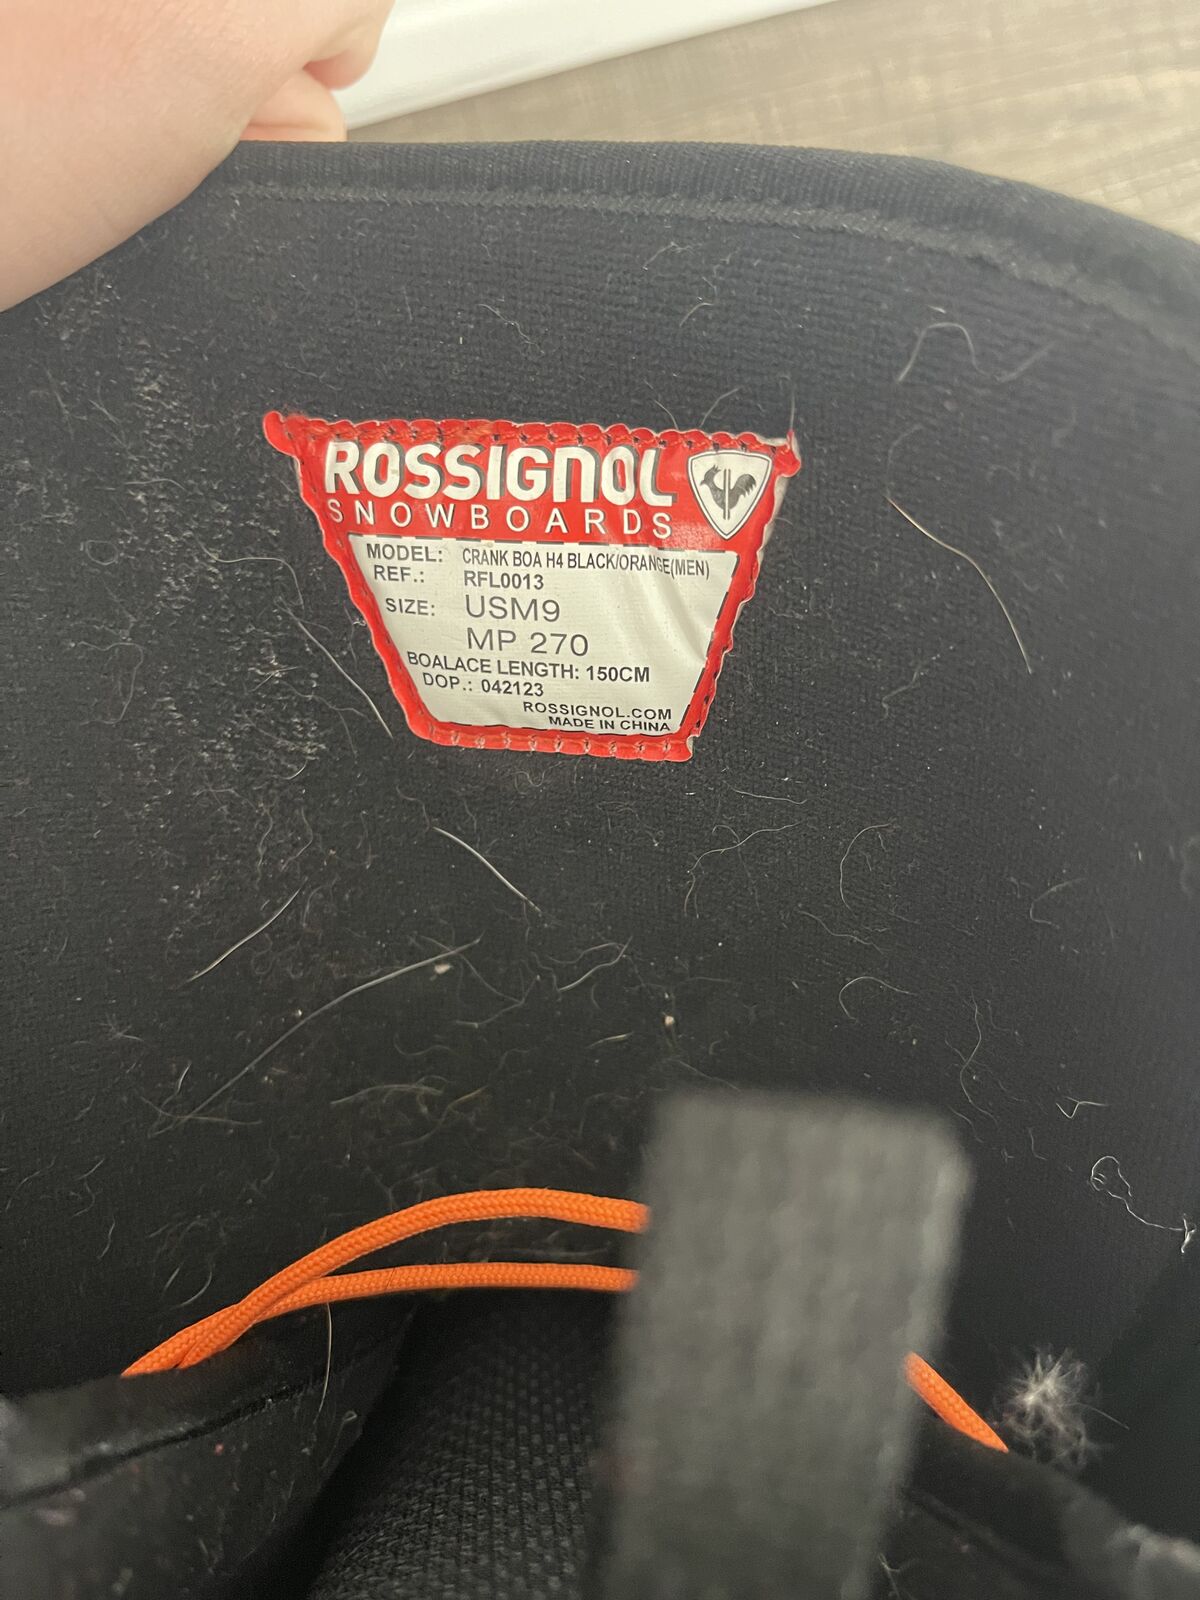 ROSSIGNOL
SNOWBOARDS
MODEL: CRANK BOA H4 BLACK/ORANGE(MEN)
REF.: RFL0013
SIZE: USM9
MP 270
BOALACE LENGTH: 150CM
DOP.: 042123
ROSSIGNOL.COM
MADE IN CHINA